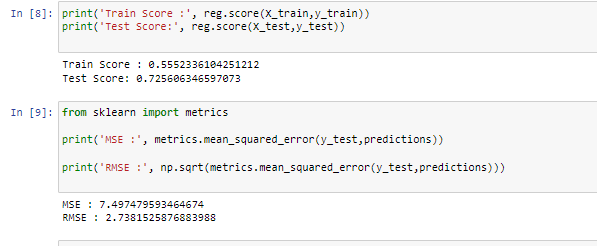 In [8]: print('Train Score :', reg.score(X_train,y_train))
print('Test Score:', reg.score(X_test,y_test))
Train Score : 0.5552336104251212
Test Score: 0.725606346597073
In [9]: from sklearn import metrics
print('MSE :', metrics.mean_squared_error(y_test,predictions))
print('RMSE :', np.sqrt(metrics.mean_squared_error(y_test,predictions)))
MSE : 7.497479593464674
RMSE : 2.7381525876883988